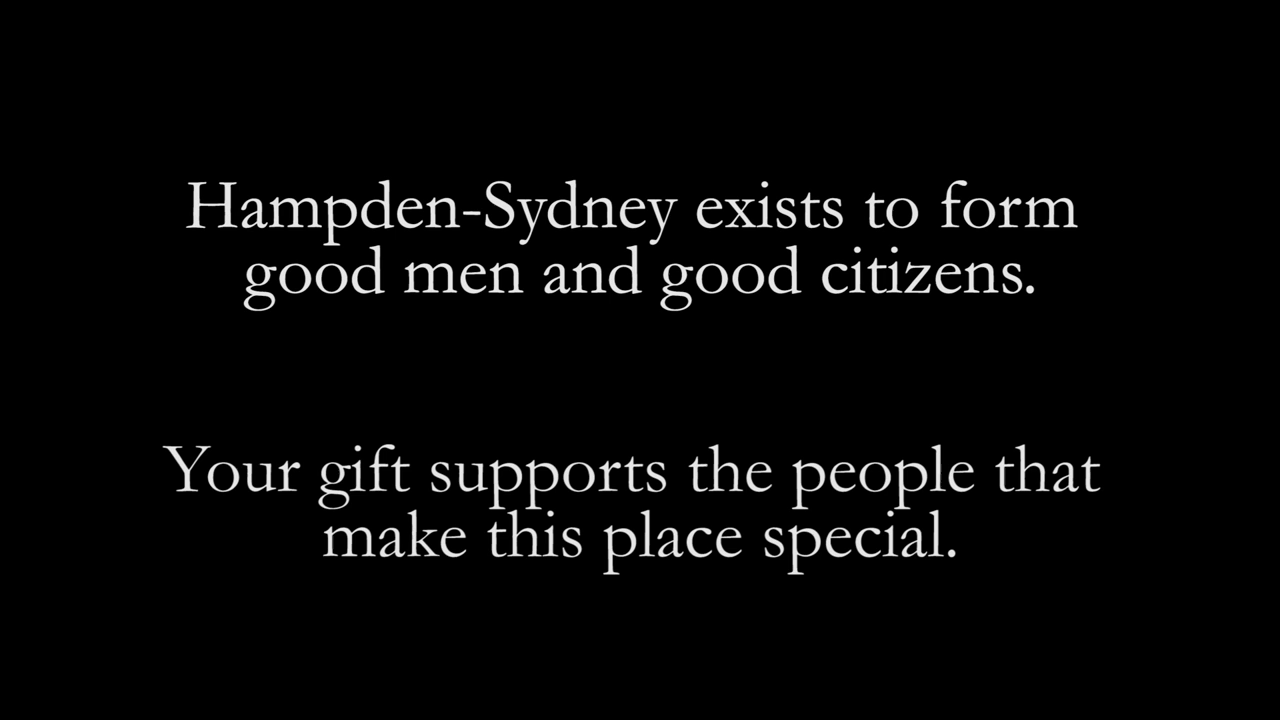 Hampden-Sydney exists to form
good men and good citizens.
Your gift supports the people that
make this place special.